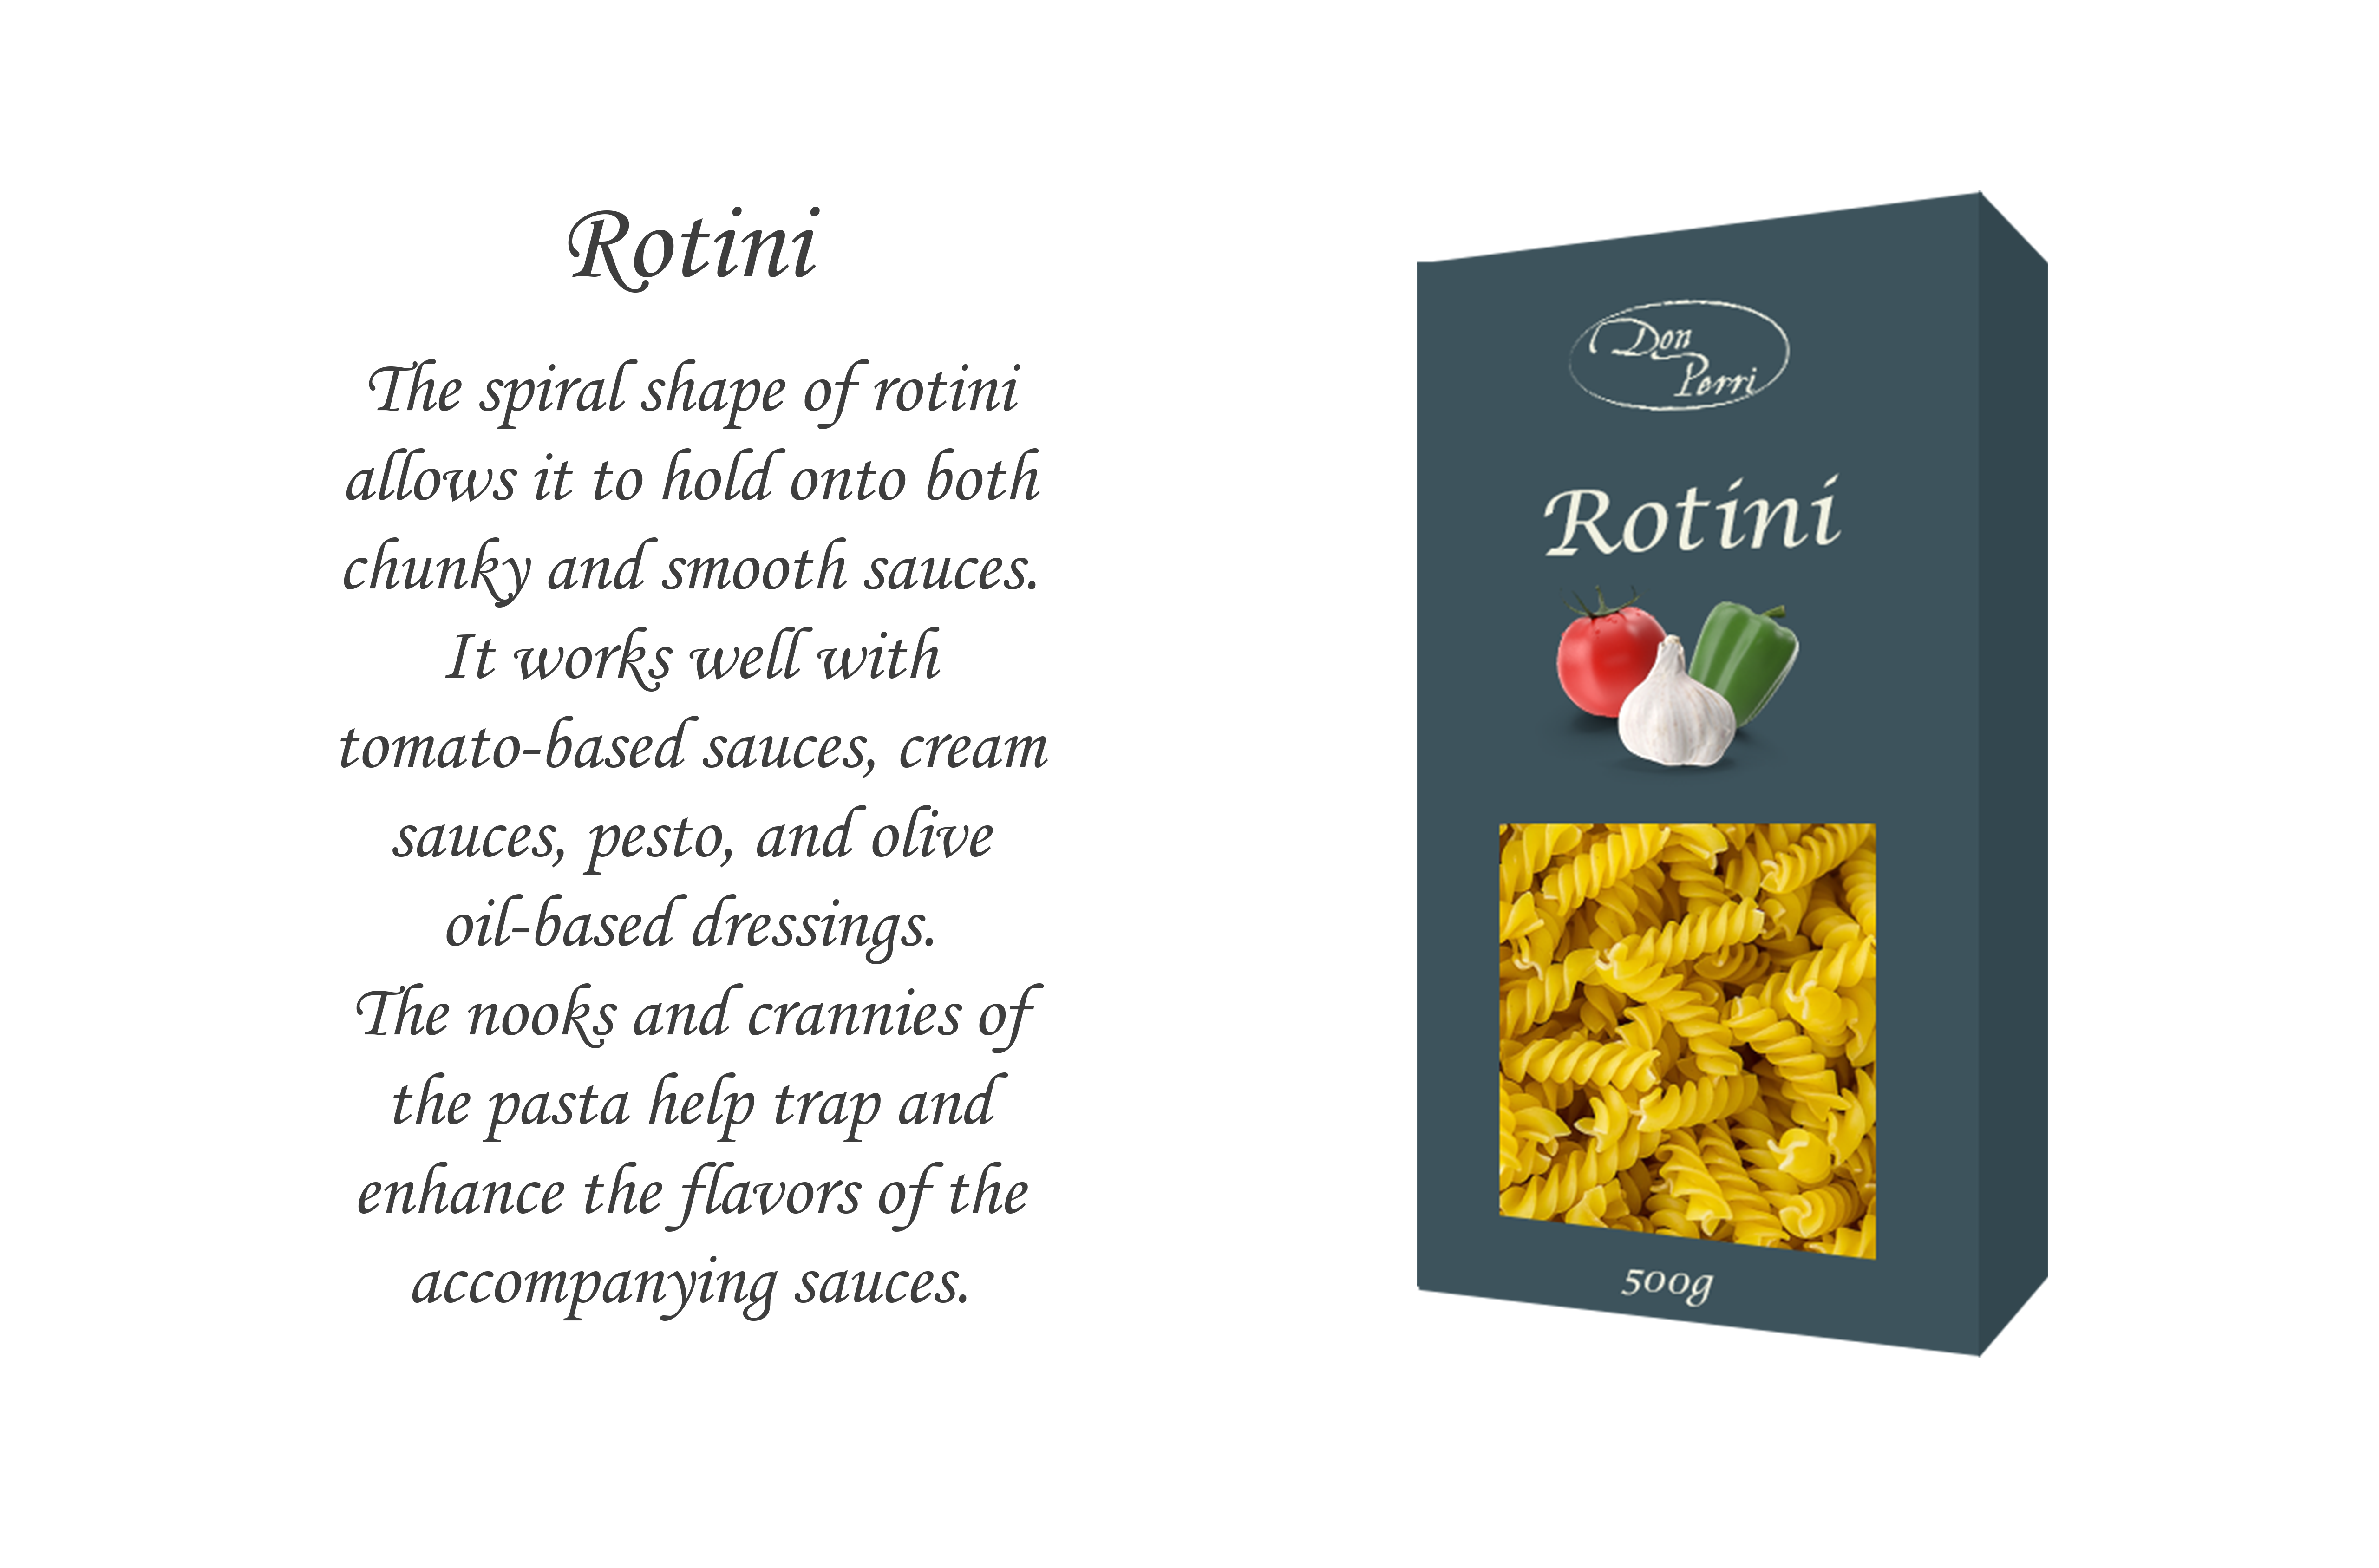 Rotini
The spiral shape of rotini
allows it to hold onto both
chunky and smooth sauces.
It works well with
tomato-based sauces, cream
sauces, pesto, and olive
oil-based dressings.
The nooks and crannies of
the pasta help trap and
enhance the flavors of the
accompanying sauces.
Don
Perri
Rotini
500g